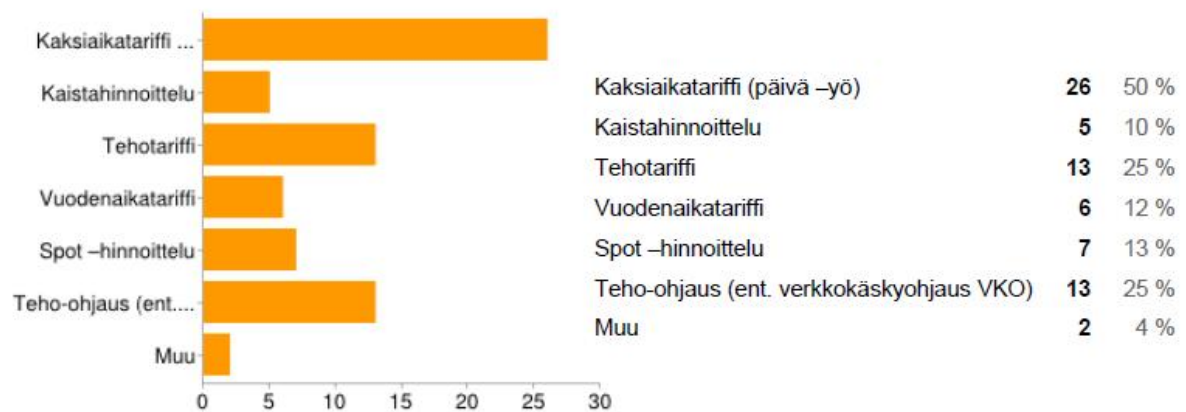 Kaksiaikatariffi ...
Kaistahinnoittelu
Tehotariffi
Vuodenaikatariffi
Spot –hinnoittelu
Teho-ohjaus (ent....
Muu
0 5 10 15 20 25 30
Kaksiaikatariffi (päivä –yö) 26 50 %
Kaistahinnoittelu 5 10 %
Tehotariffi 13 25 %
Vuodenaikatariffi 6 12 %
Spot –hinnoittelu 7 13 %
Teho-ohjaus (ent. verkkokäskyohjaus VKO) 13 25 %
Muu 2 4 %